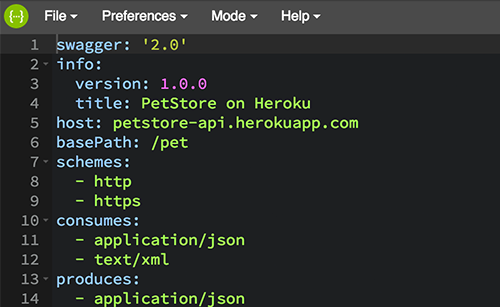 {···} File Preferences Mode Help
1 swagger: '2.0'
2 info:
3 version: 1.0.0
4 title: PetStore on Heroku
5 host: petstore-api.herokuapp.com
6 basePath: /pet
7 schemes:
8 - http
9 - https
10 consumes:
11 - application/json
12 - text/xml
13 produces:
14 - application/json